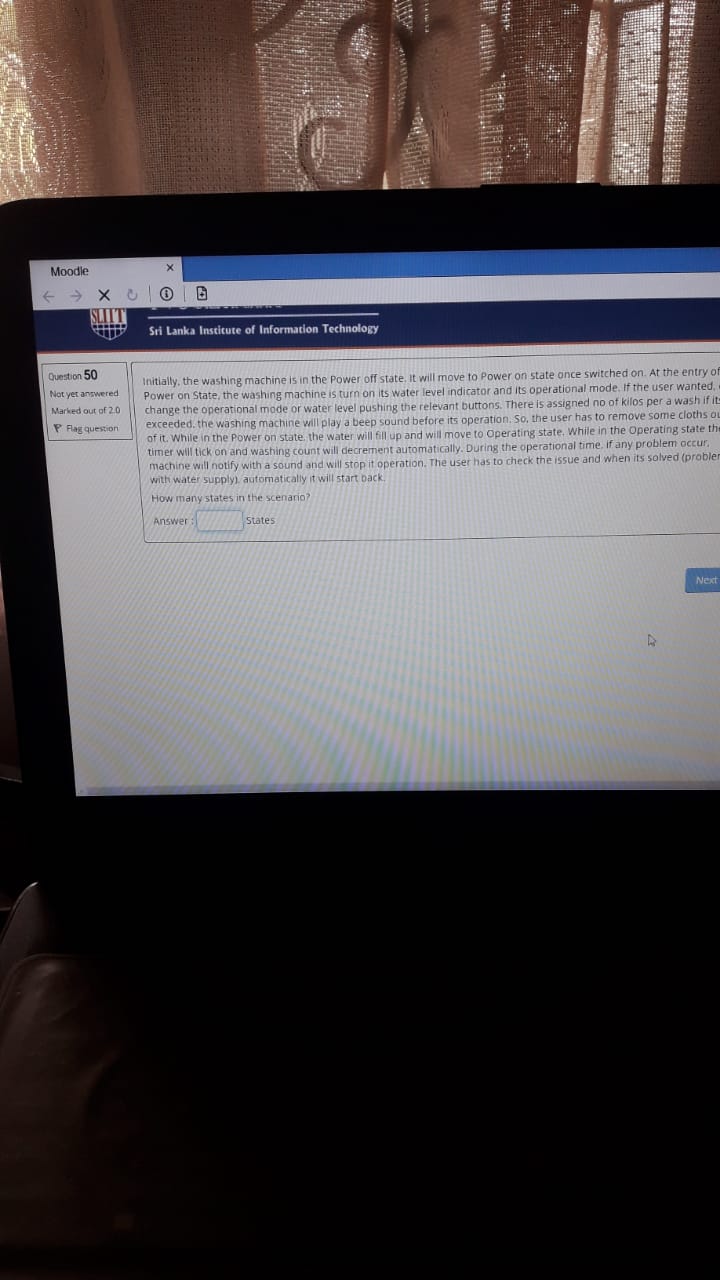 Moodle
SLIIT
Sri Lanka Institute of Information Technology
Question 50
Not yet answered
Marked out of 2.0
Flag question
Initially, the washing machine is in the Power off state. It will move to Power on state once switched on. At the entry of
Power on State, the washing machine is turn on its water level indicator and its operational mode. If the user wanted,
change the operational mode or water level pushing the relevant buttons. There is assigned no of kilos per a wash if its
exceeded, the washing machine will play a beep sound before its operation. So, the user has to remove some cloths ou
of it. While in the Power on state, the water will fill up and will move to Operating state. While in the Operating state the
timer will tick on and washing count will decrement automatically. During the operational time, if any problem occur,
machine will notify with a sound and will stop it operation. The user has to check the issue and when its solved (probler
with water supply), automatically it will start back.
How many states in the scenario?
Answer : States
Next